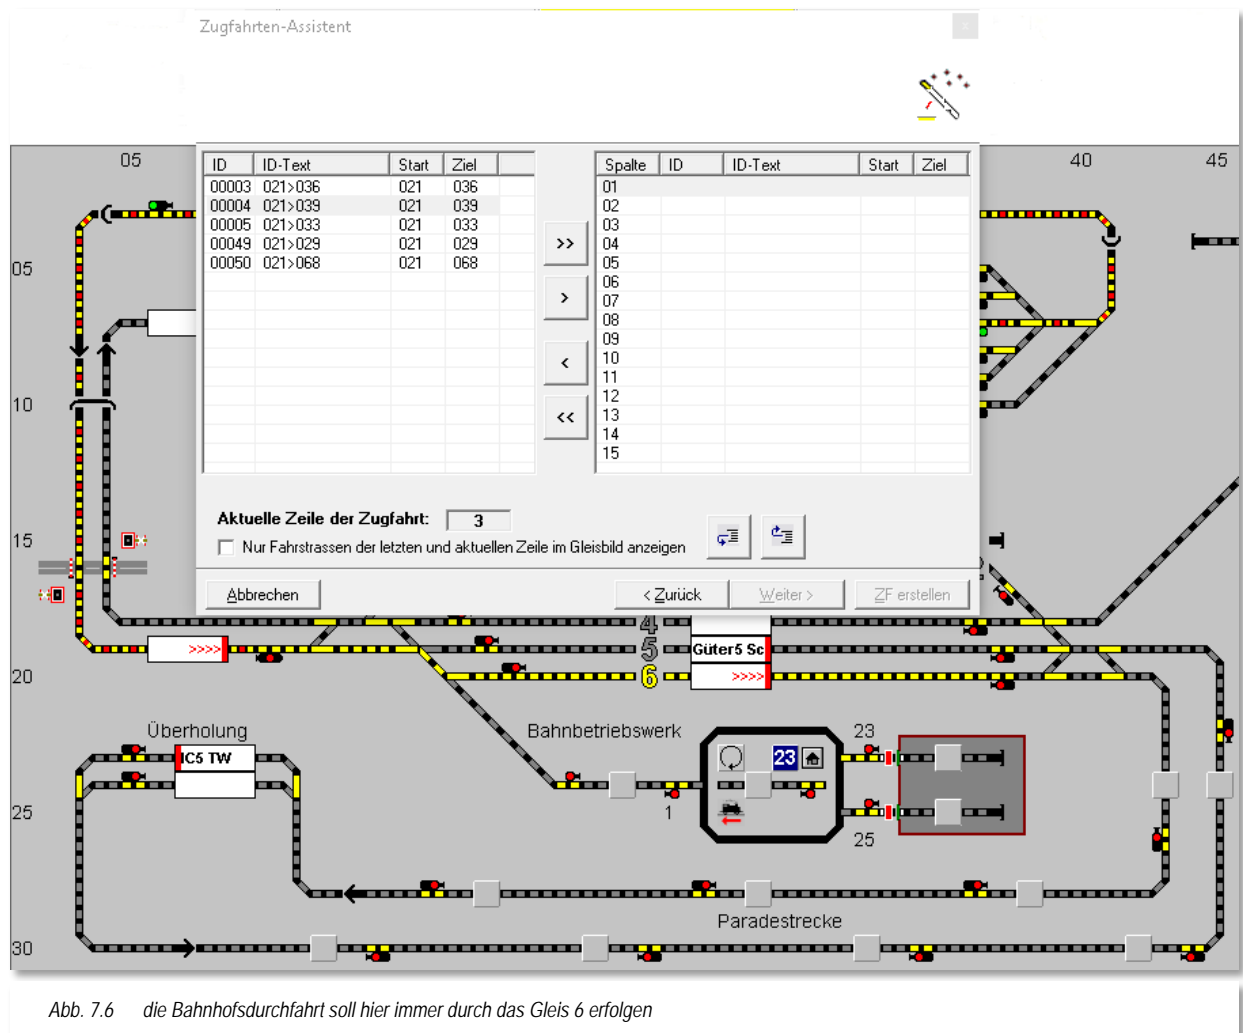 Zugfahrten-Assistent
05 40 45
ID ID-Text Start Ziel
00003 021>036 021 036
00004 021>039 021 039
00005 021>033 021 033
00049 021>029 021 029
00050 021>068 021 068
>>
>
<
<<
Spalte ID ID-Text Start Ziel
01
02
03
04
05
06
07
08
09
10
11
12
13
14
15
05
10
15
20
25
30
Aktuelle Zeile der Zugfahrt: 3
Nur Fahrstrassen der letzten und aktuellen Zeile im Gleisbild anzeigen
Abbrechen
< Zurück
Weiter >
ZF erstellen
4
>>>> 5 Güter5 Sc
6 >>>>
Überholung
IC5 TW
Bahnbetriebswerk
23
23
1
25
Paradestrecke
Abb. 7.6 die Bahnhofsdurchfahrt soll hier immer durch das Gleis 6 erfolgen